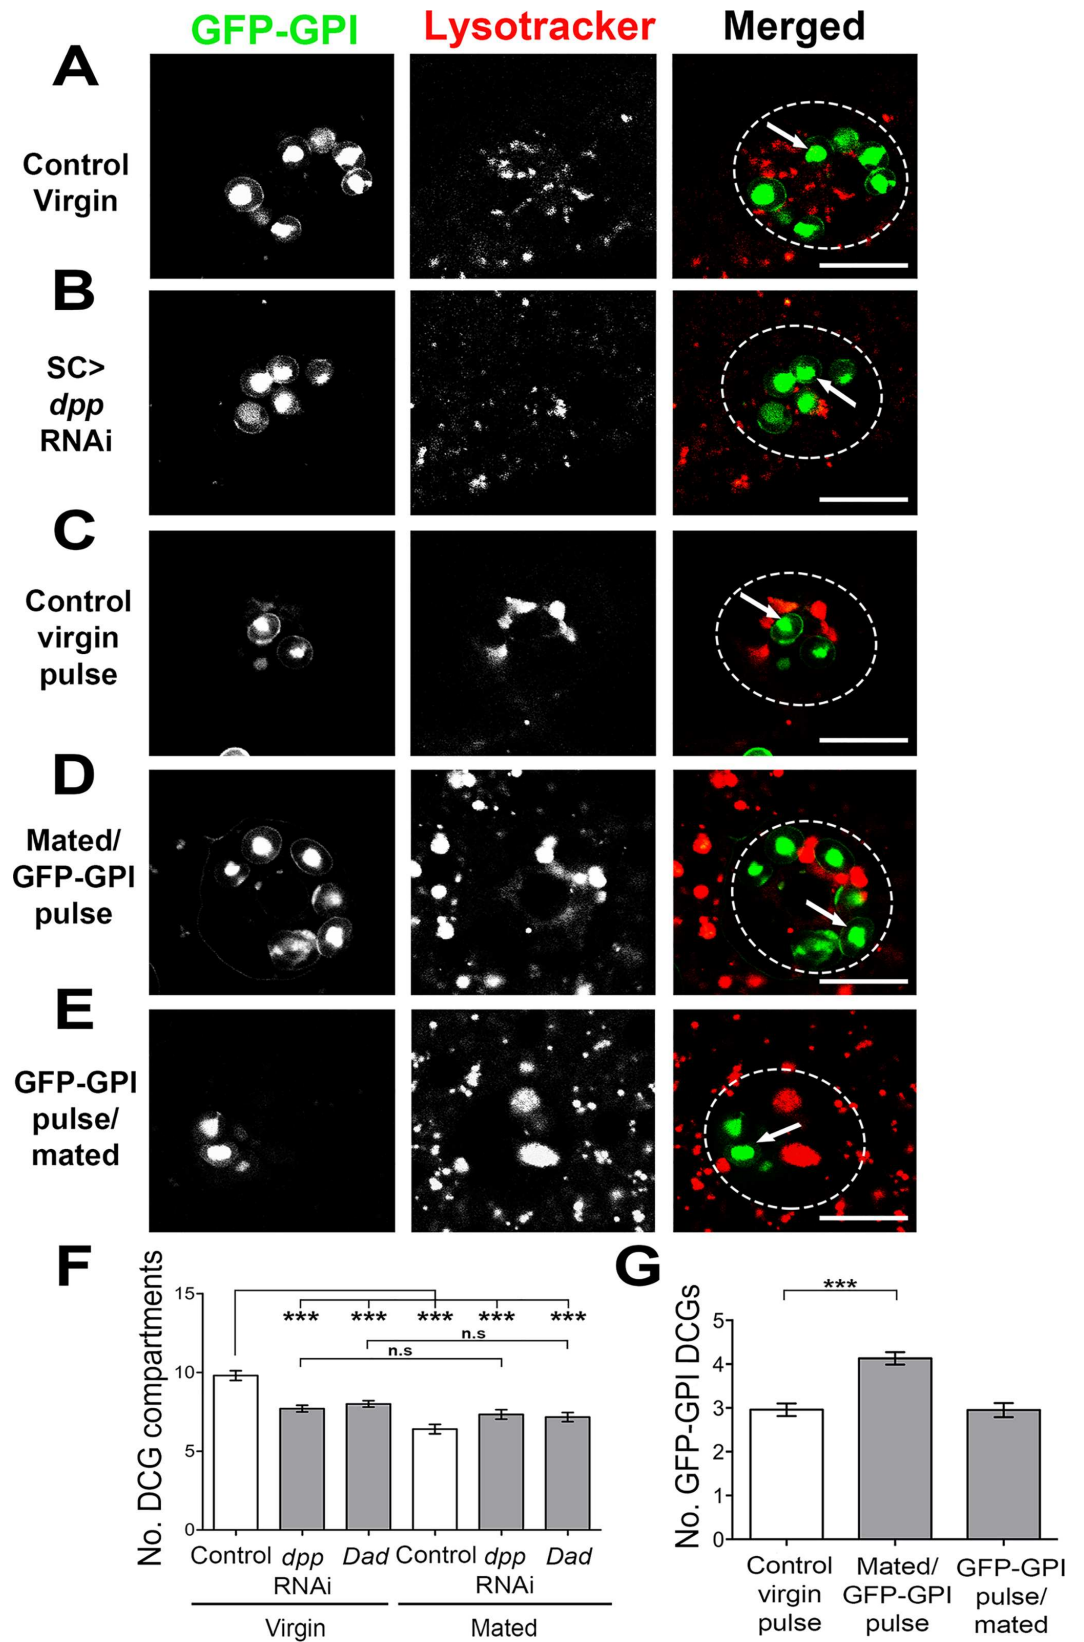 GFP-GPI Lysotracker Merged
A
Control
Virgin
B
SC>
dpp
RNAi
C
Control
virgin
pulse
D
Mated/
GFP-GPI
pulse
E
GFP-GPI
pulse/
mated
F
No. DCG compartments
15
10
5
0
*** *** *** *** ***
n.s
n.s
Control dpp Dad Control dpp Dad
RNAi RNAi
Virgin Mated
G
No. GFP-GPI DCGs
5
4
3
2
1
0
***
Control Mated/ GFP-GPI
virgin GFP-GPI pulse/
pulse pulse mated